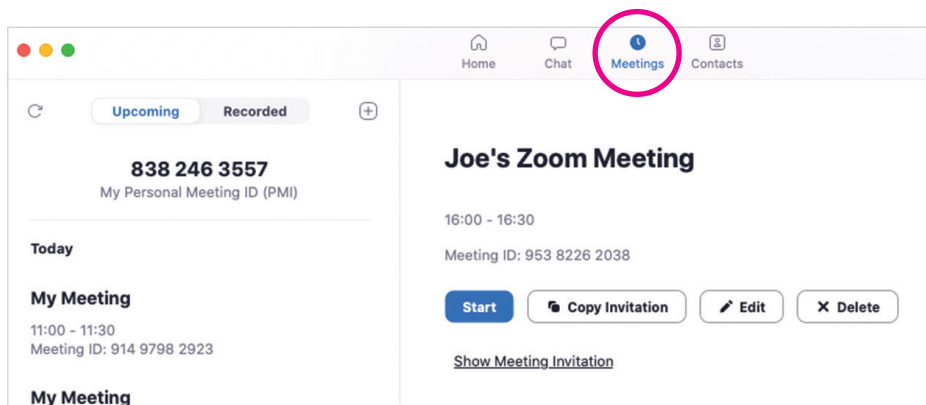 Home Chat Meetings Contacts
Upcoming Recorded
838 246 3557
My Personal Meeting ID (PMI)
Today
My Meeting
11:00 - 11:30
Meeting ID: 914 9798 2923
My Meeting
Joe's Zoom Meeting
16:00 - 16:30
Meeting ID: 953 8226 2038
Start Copy Invitation Edit Delete
Show Meeting Invitation